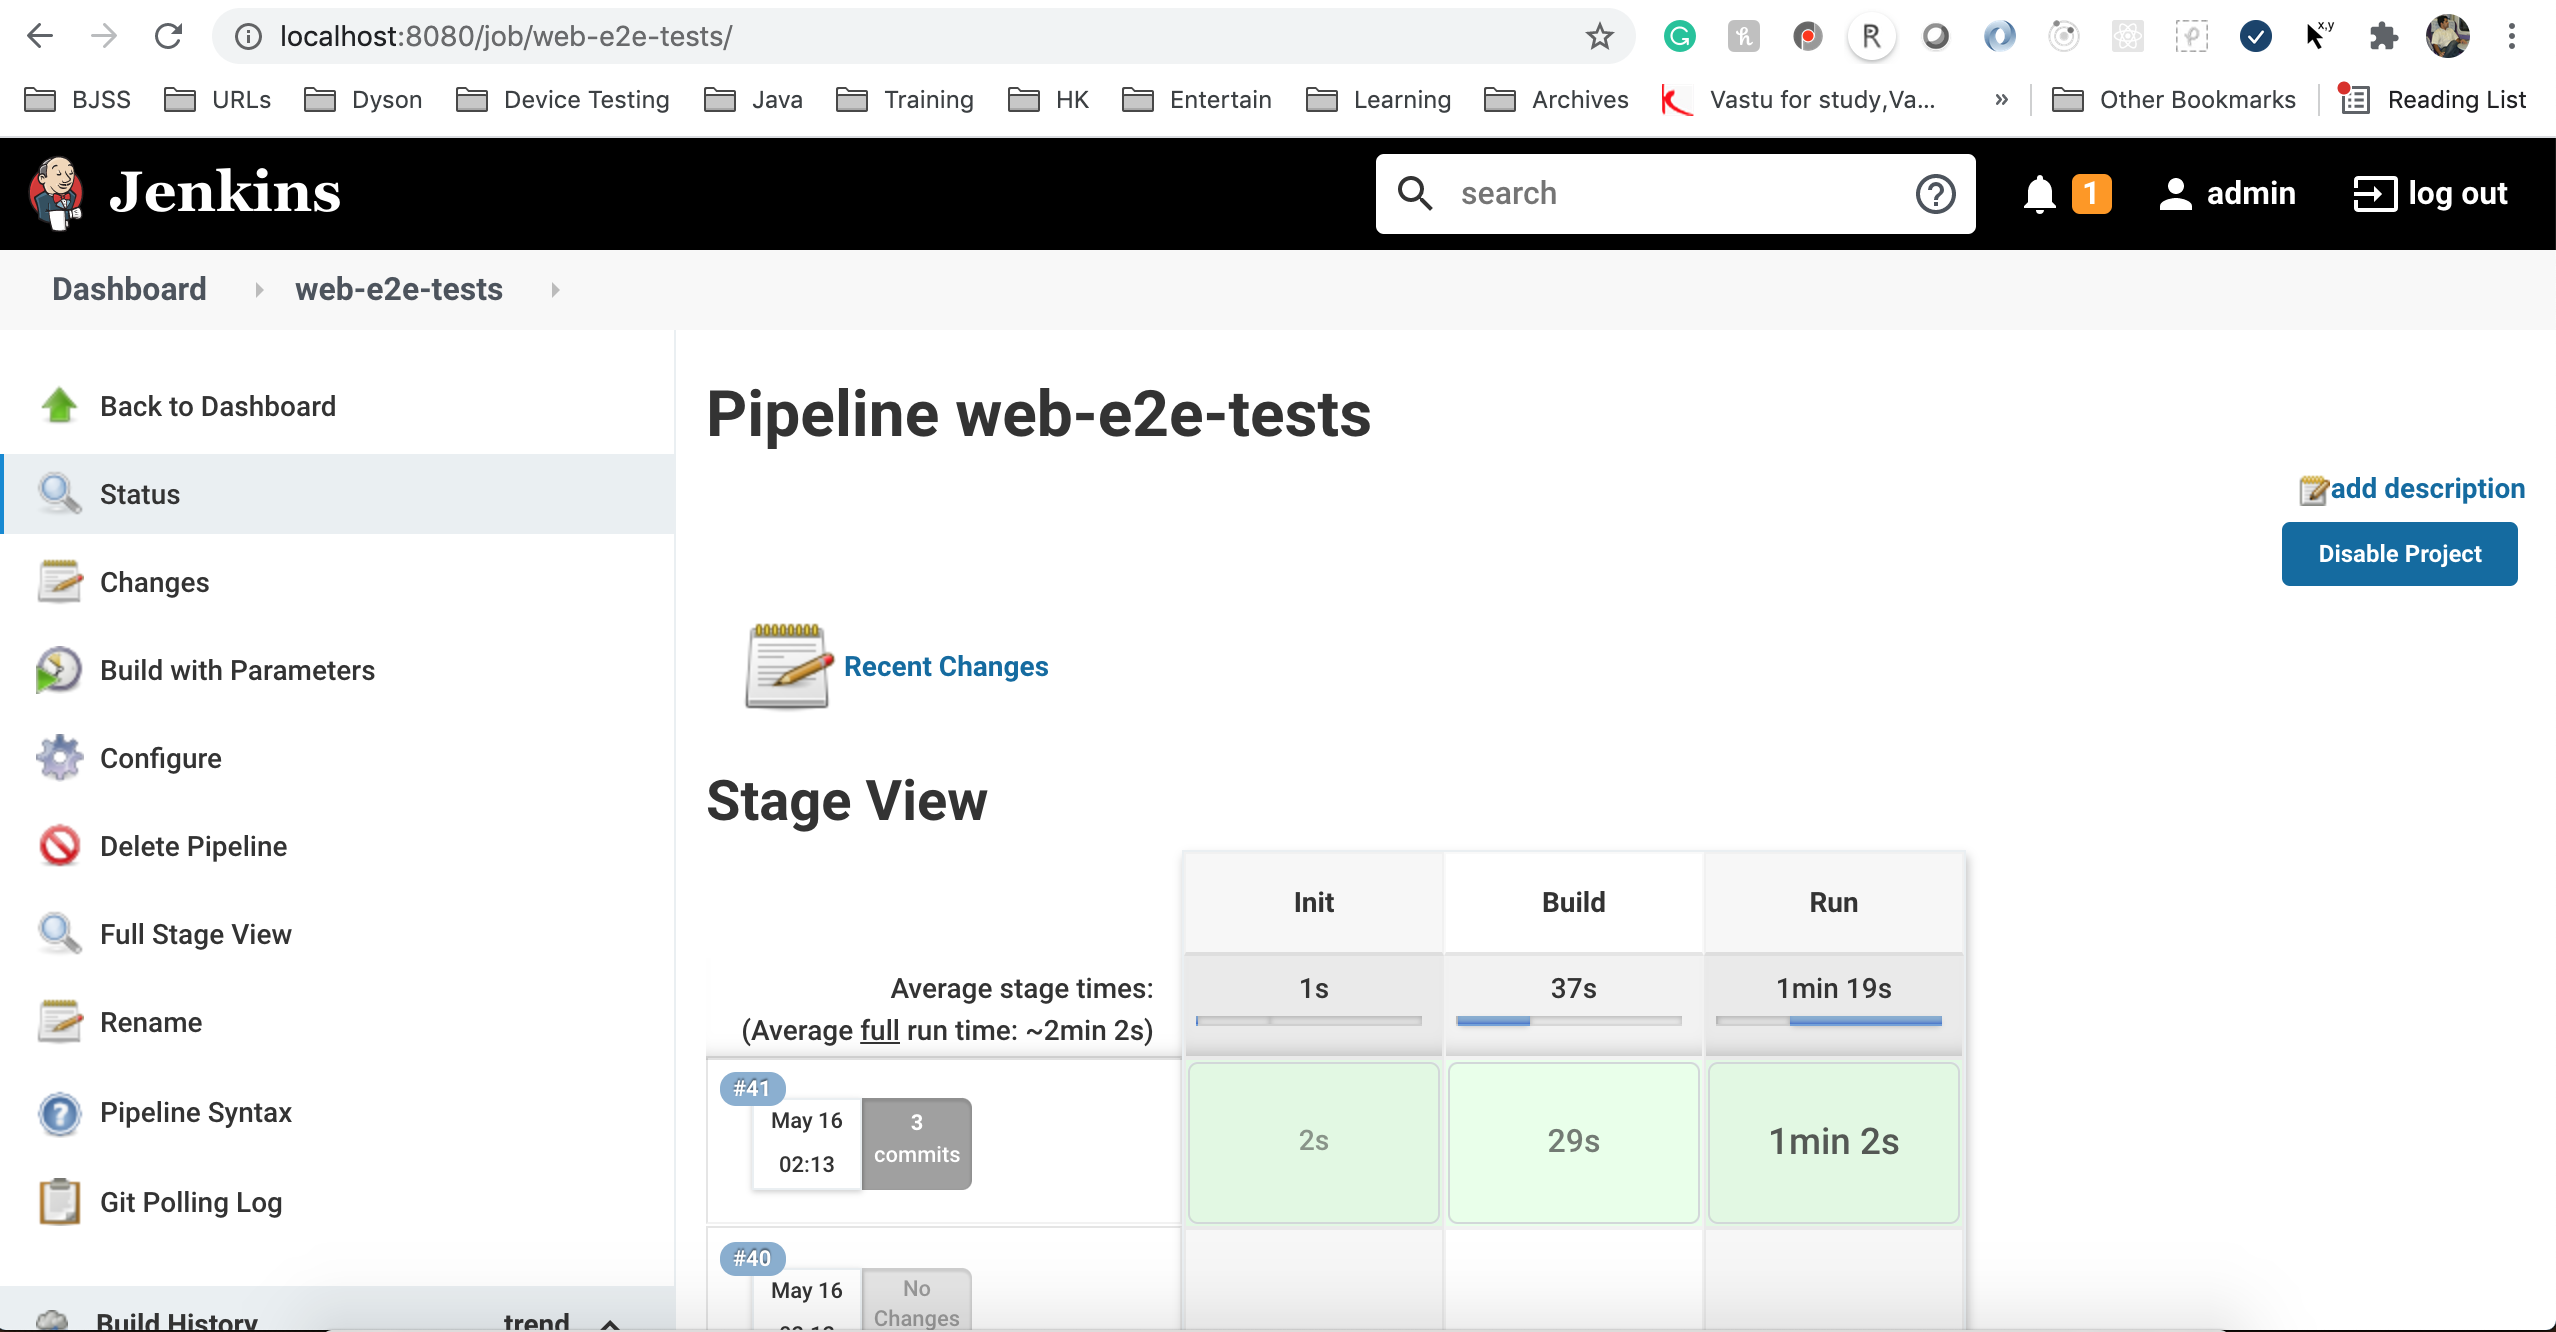 localhost:8080/job/web-e2e-tests/
BJSS URLs Dyson Device Testing Java Training HK Entertain Learning Archives Vastu for study,Va... » Other Bookmarks Reading List
Jenkins search 1 admin log out
Dashboard web-e2e-tests
Back to Dashboard
Status
Changes
Build with Parameters
Configure
Delete Pipeline
Full Stage View
Rename
Pipeline Syntax
Git Polling Log
Build History trend
Pipeline web-e2e-tests
add description
Disable Project
Recent Changes
Stage View
Init Build Run
Average stage times: 1s 37s 1min 19s
(Average full run time: ~2min 2s)
#41
May 16
02:13
3
commits
2s 29s 1min 2s
#40
May 16
No
Changes